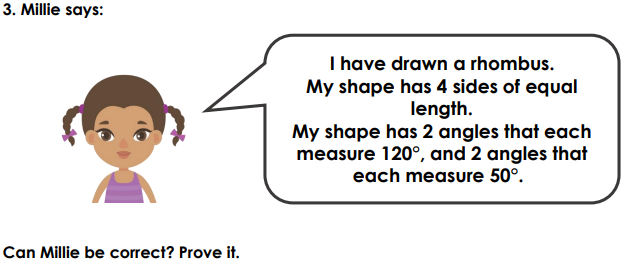 3. Millie says:
I have drawn a rhombus.
My shape has 4 sides of equal
length.
My shape has 2 angles that each
measure 120°, and 2 angles that
each measure 50°.
Can Millie be correct? Prove it.